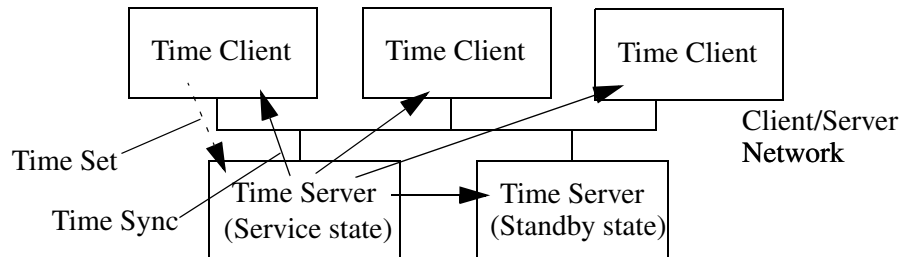 Time Client
Time Client
Time Client
Client/Server
Network
Time Set
Time Sync
Time Server
(Service state)
Time Server
(Standby state)